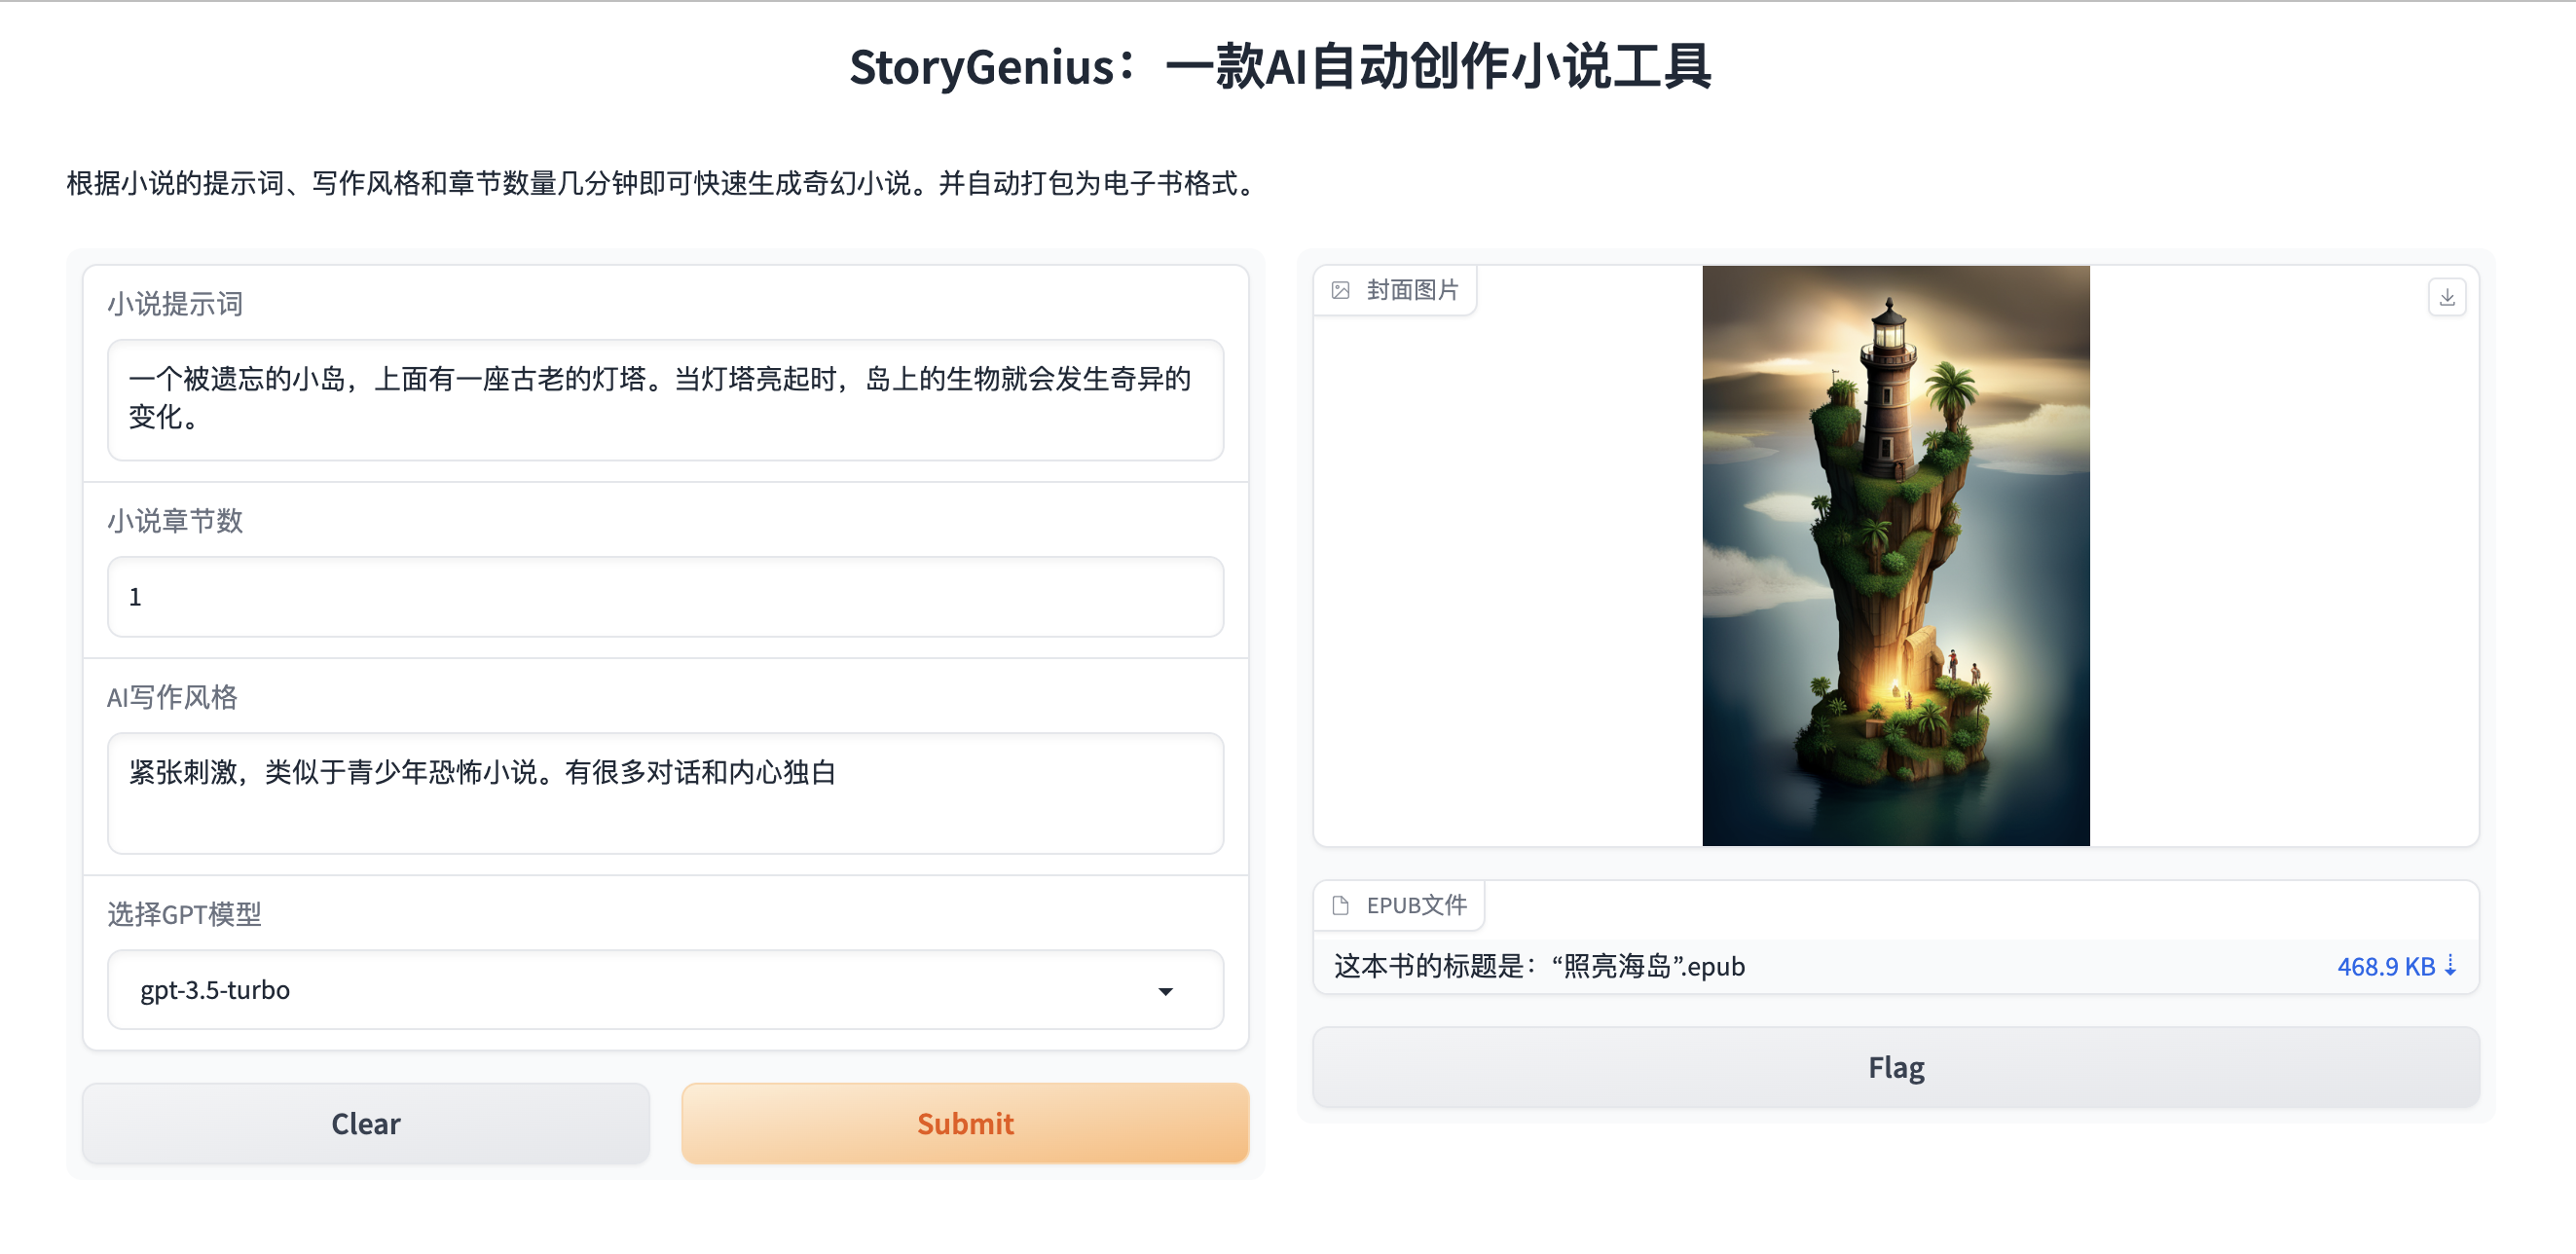 StoryGenius：一款AI自动创作小说工具
根据小说的提示词、写作风格和章节数量几分钟即可快速生成奇幻小说。并自动打包为电子书格式。
小说提示词
一个被遗忘的小岛，上面有一座古老的灯塔。当灯塔亮起时，岛上的生物就会发生奇异的
变化。
小说章节数
1
AI写作风格
紧张刺激，类似于青少年恐怖小说。有很多对话和内心独白
选择GPT模型
gpt-3.5-turbo
Clear
Submit
封面图片
EPUB文件
这本书的标题是：“照亮海岛”.epub
468.9 KB ⇣
Flag